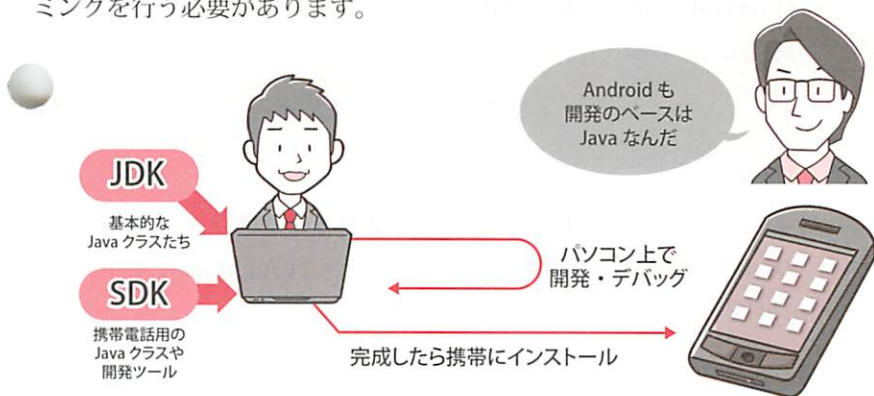 ミングを行う必要があります。
Android も
開発のベースは
Java なんだ
JDK
基本的な
Java クラスたち
SDK
携帯電話用の
Java クラスや
開発ツール
パソコン上で
開発・デバッグ
完成したら携帯にインストール